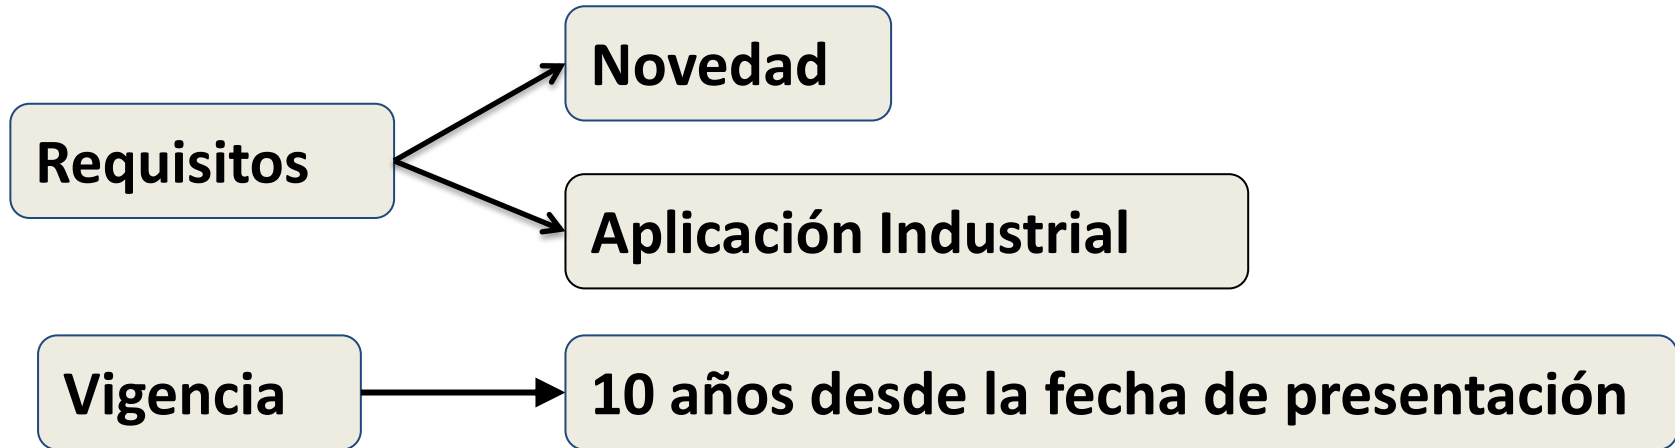 Novedad
Requisitos
Aplicación Industrial
Vigencia
10 años desde la fecha de presentación